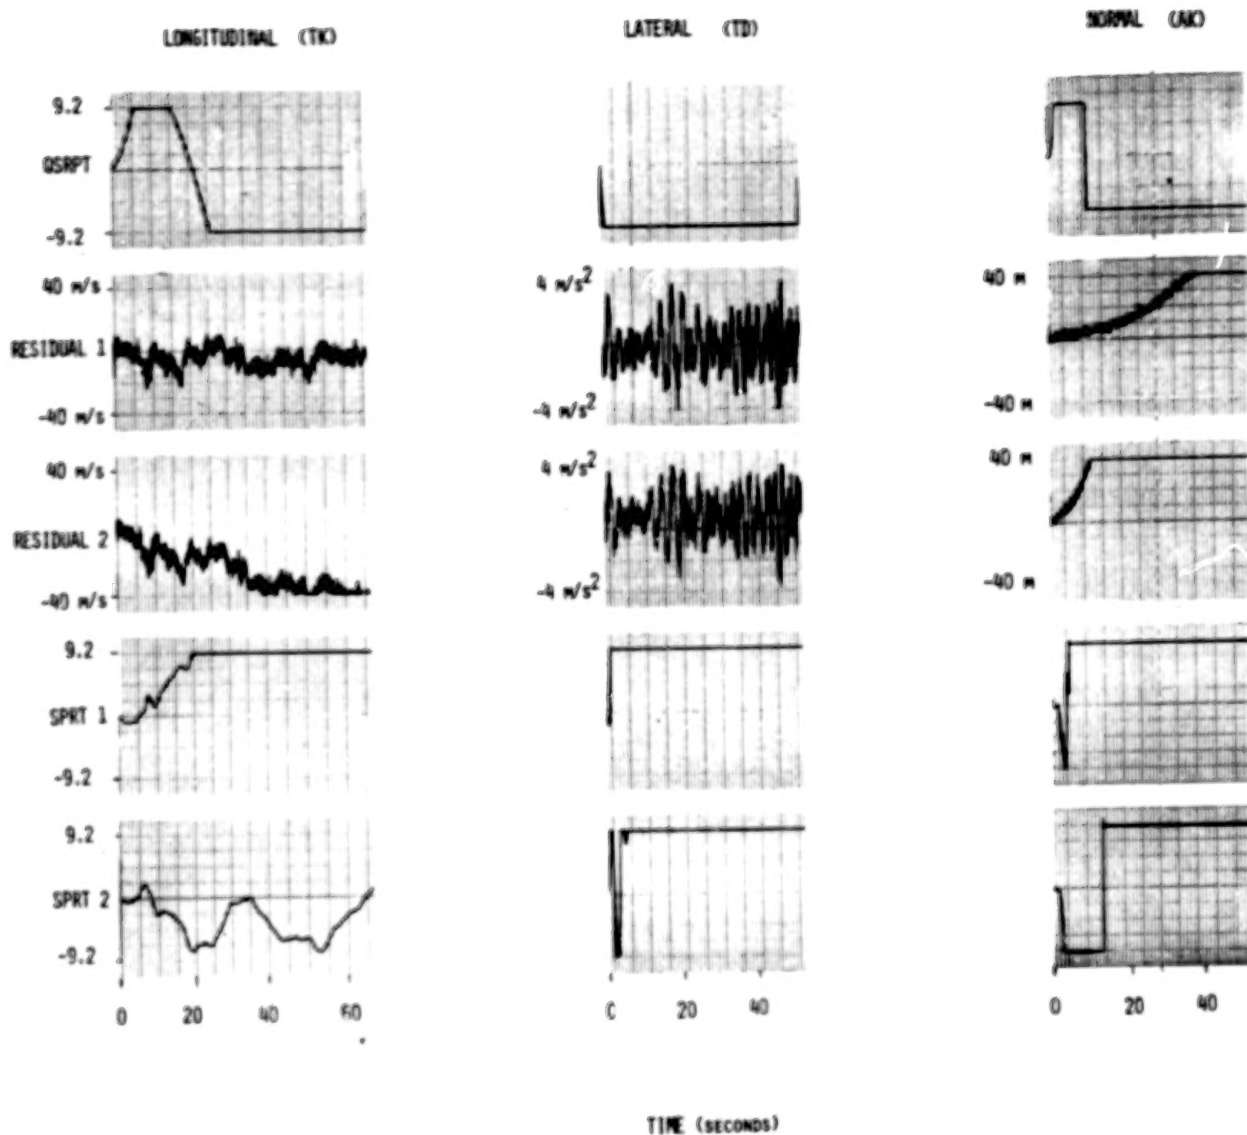 LONGITUDINAL (TK)
LATERAL (TD)
NORMAL (AK)
9.2
QSRPT
-9.2
40 m/s
RESIDUAL 1
-40 m/s
4 m/s²
-4 m/s²
40 m
-40 m
40 m/s
RESIDUAL 2
-40 m/s
4 m/s²
-4 m/s²
40 m
-40 m
9.2
SPRT 1
-9.2
9.2
SPRT 2
-9.2
0 20 40 60
C 20 40
0 20 40
TIME (SECONDS)